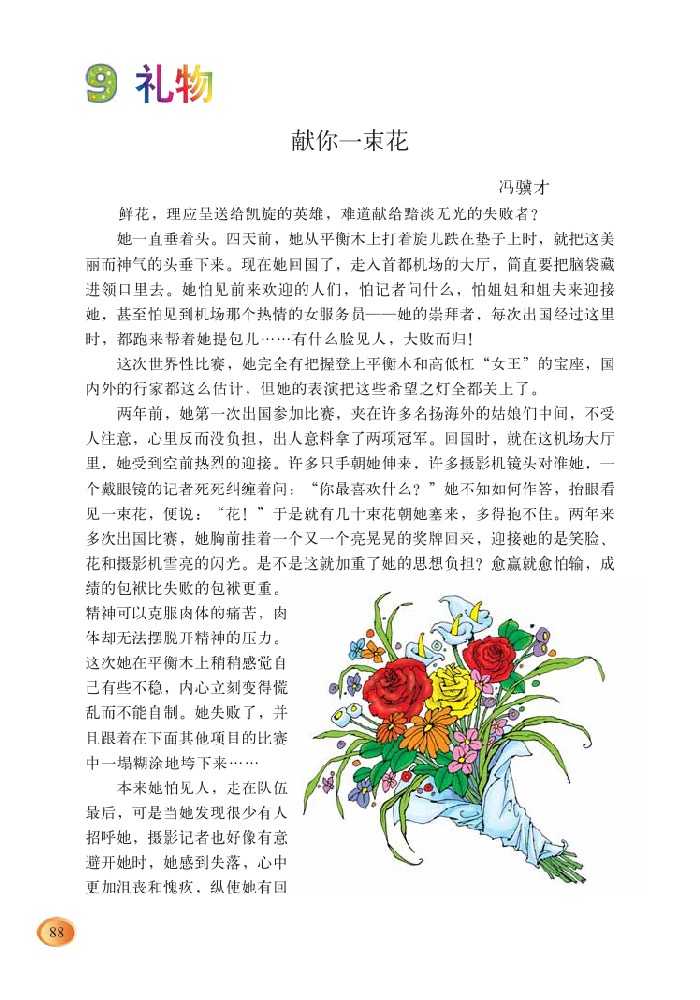 9 礼物
献你一束花
冯骥才
鲜花，理应呈送给凯旋的英雄，难道献给黯淡无光的失败者？
她一直垂着头。四天前，她从平衡木上打着旋儿跌在垫子上时，就把这美
丽而神气的头垂下来。现在她回国了，走入首都机场的大厅，简直要把脑袋藏
进领口里去。她怕见前来欢迎的人们，怕记者问什么，怕姐姐和姐夫来迎接
她，甚至怕见到机场那个热情的女服务员——她的崇拜者，每次出国经过这里
时，都跑来帮着她提包儿……有什么脸见人，大败而归！
这次世界性比赛，她完全有把握登上平衡木和高低杠“女王”的宝座，国
内外的行家都这么估计，但她的表演把这些希望之灯全都关上了。
两年前，她第一次出国参加比赛，夹在许多名扬海外的姑娘们中间，不受
人注意，心里反而没负担，出人意料拿了两项冠军。回国时，就在这机场大厅
里，她受到空前热烈的迎接。许多只手朝她伸来，许多摄影机镜头对准她，一
个戴眼镜的记者死死纠缠着问：“你最喜欢什么？”她不知如何作答，抬眼看
见一束花，便说：“花！”于是就有几十束花朝她塞来，多得抱不住。两年来
多次出国比赛，她胸前挂着一个又一个亮晃晃的奖牌回来，迎接她的是笑脸、
花和摄影机雪亮的闪光。是不是这就加重了她的思想负担？愈赢就愈怕输，成
绩的包袱比失败的包袱更重。
精神可以克服肉体的痛苦，肉
体却无法摆脱开精神的压力。
这次她在平衡木上稍稍感觉自
己有些不稳，内心立刻变得慌
乱而不能自制。她失败了，并
且跟着在下面其他项目的比赛
中一塌糊涂地垮下来……
本来她怕见人，走在队伍
最后，可是当她发现很少有人
招呼她，摄影记者也好像有意
避开她时，她感到失落，心中
更加沮丧和愧疚，纵使她有回
88